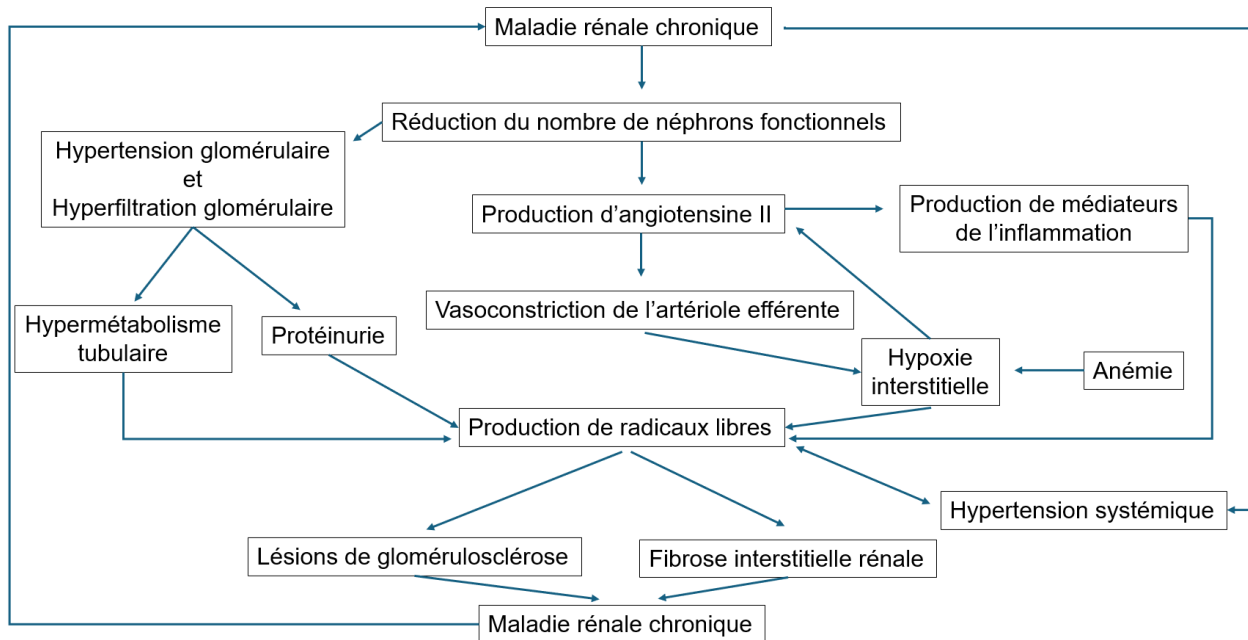 Maladie rénale chronique
Réduction du nombre de néphrons fonctionnels
Hypertension glomérulaire
et
Hyperfiltration glomérulaire
Production d’angiotensine II
Production de médiateurs
de l’inflammation
Vasoconstriction de l’artériole efférente
Hypermétabolisme
tubulaire
Protéinurie
Hypoxie
interstitielle
Anémie
Production de radicaux libres
Hypertension systémique
Lésions de glomérulosclérose
Fibrose interstitielle rénale
Maladie rénale chronique